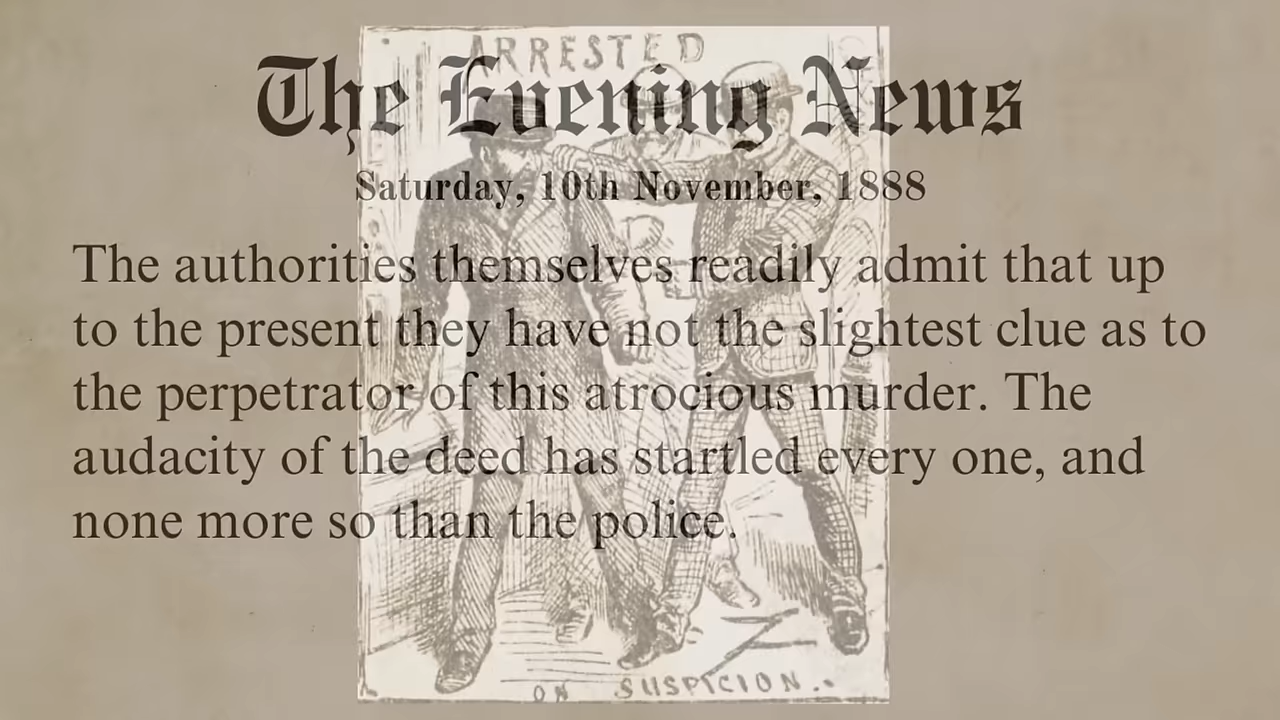 ARRESTED
The Evening News
Saturday, 10th November, 1888
The authorities themselves readily admit that up
to the present they have not the slightest clue as to
the perpetrator of this atrocious murder. The
audacity of the deed has startled every one, and
none more so than the police.
ON SUSPICION.